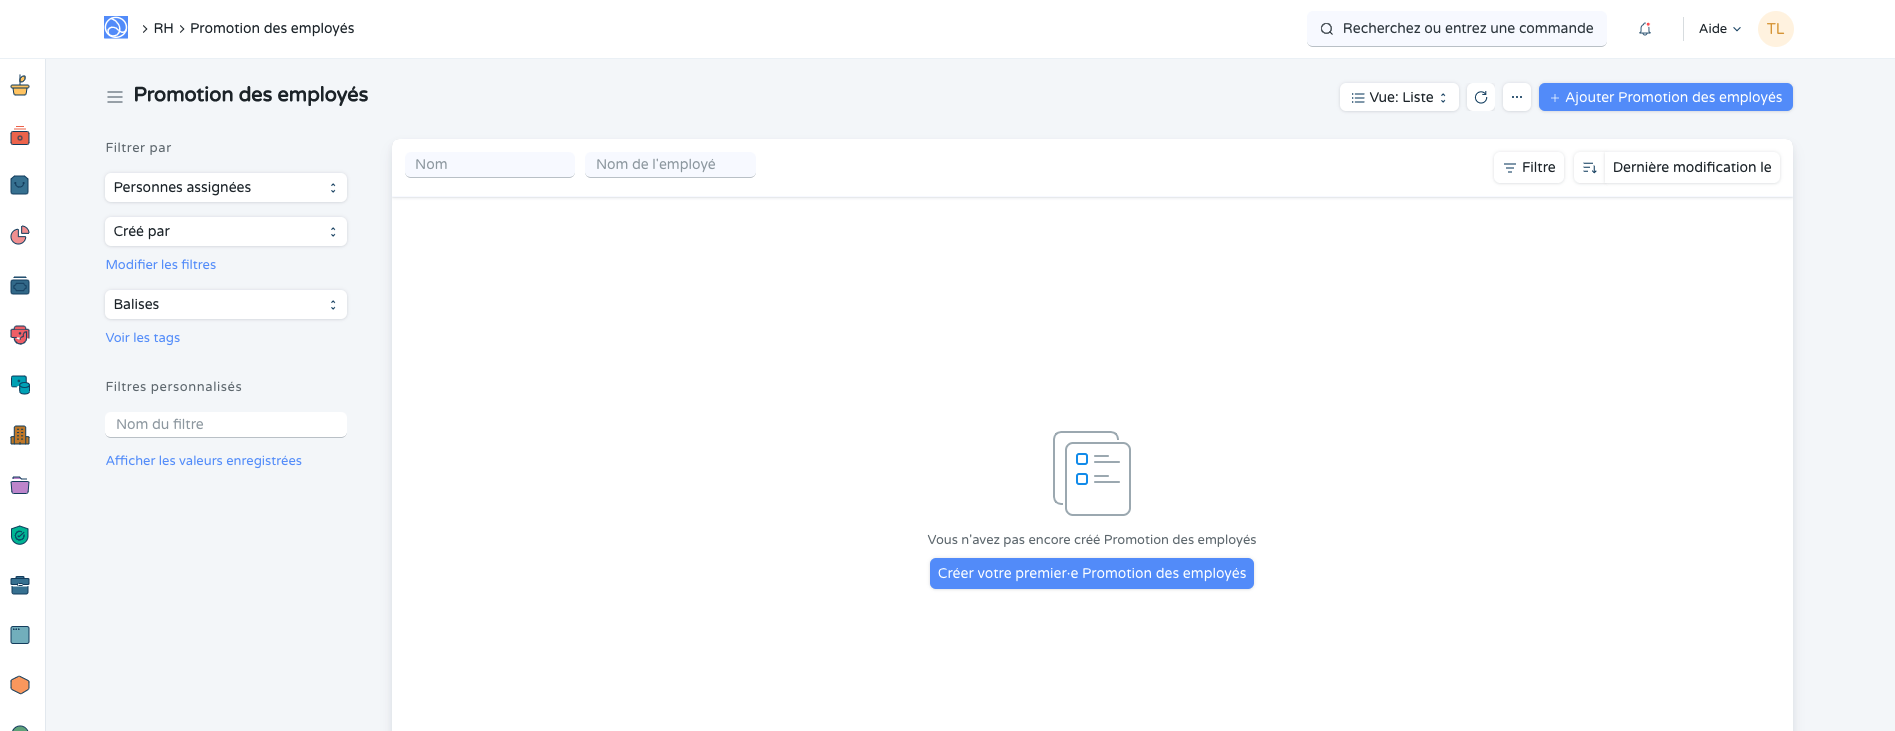 RH
Promotion des employés
Recherchez ou entrez une commande
Aide
TL
Promotion des employés
Vue: Liste
Ajouter Promotion des employés
Filtrer par
Personnes assignées
Créé par
Modifier les filtres
Balises
Voir les tags
Filtres personnalisés
Nom du filtre
Afficher les valeurs enregistrées
Nom
Nom de l'employé
Filtre
Dernière modification le
Vous n'avez pas encore créé Promotion des employés
Créer votre premier·e Promotion des employés